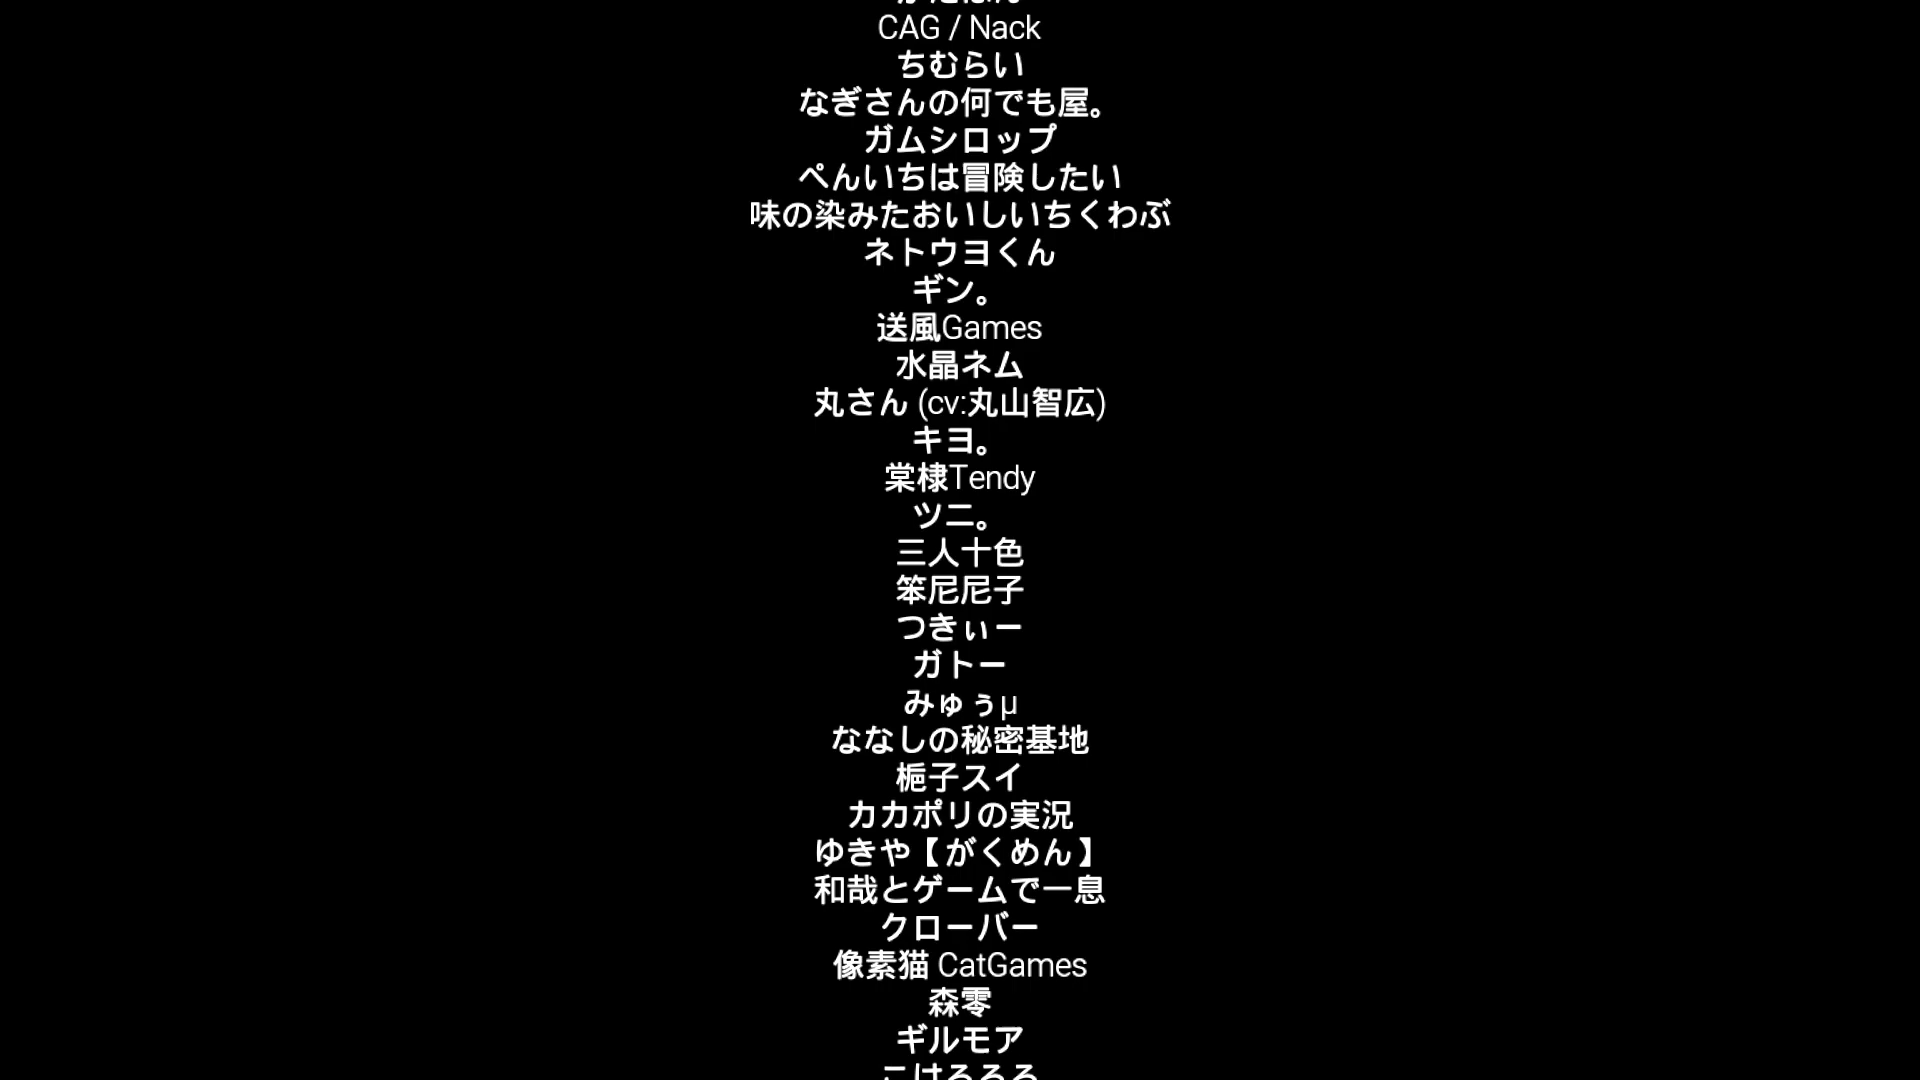 CAG / Nack
ちむらい
なぎさんの何でも屋。
ガムシロップ
ぺんいちは冒険したい
味の染みたおいしいちくわぶ
ネトウヨくん
ギン。
送風Games
水晶ネム
丸さん (cv:丸山智広)
キヨ。
棠棣Tendy
ツニ。
三人十色
笨尼尼子
つきぃー
ガトー
みゅぅμ
ななしの秘密基地
梔子スイ
カカポリの実況
ゆきや【がくめん】
和哉とゲームで一息
クローバー
像素猫 CatGames
森零
ギルモア